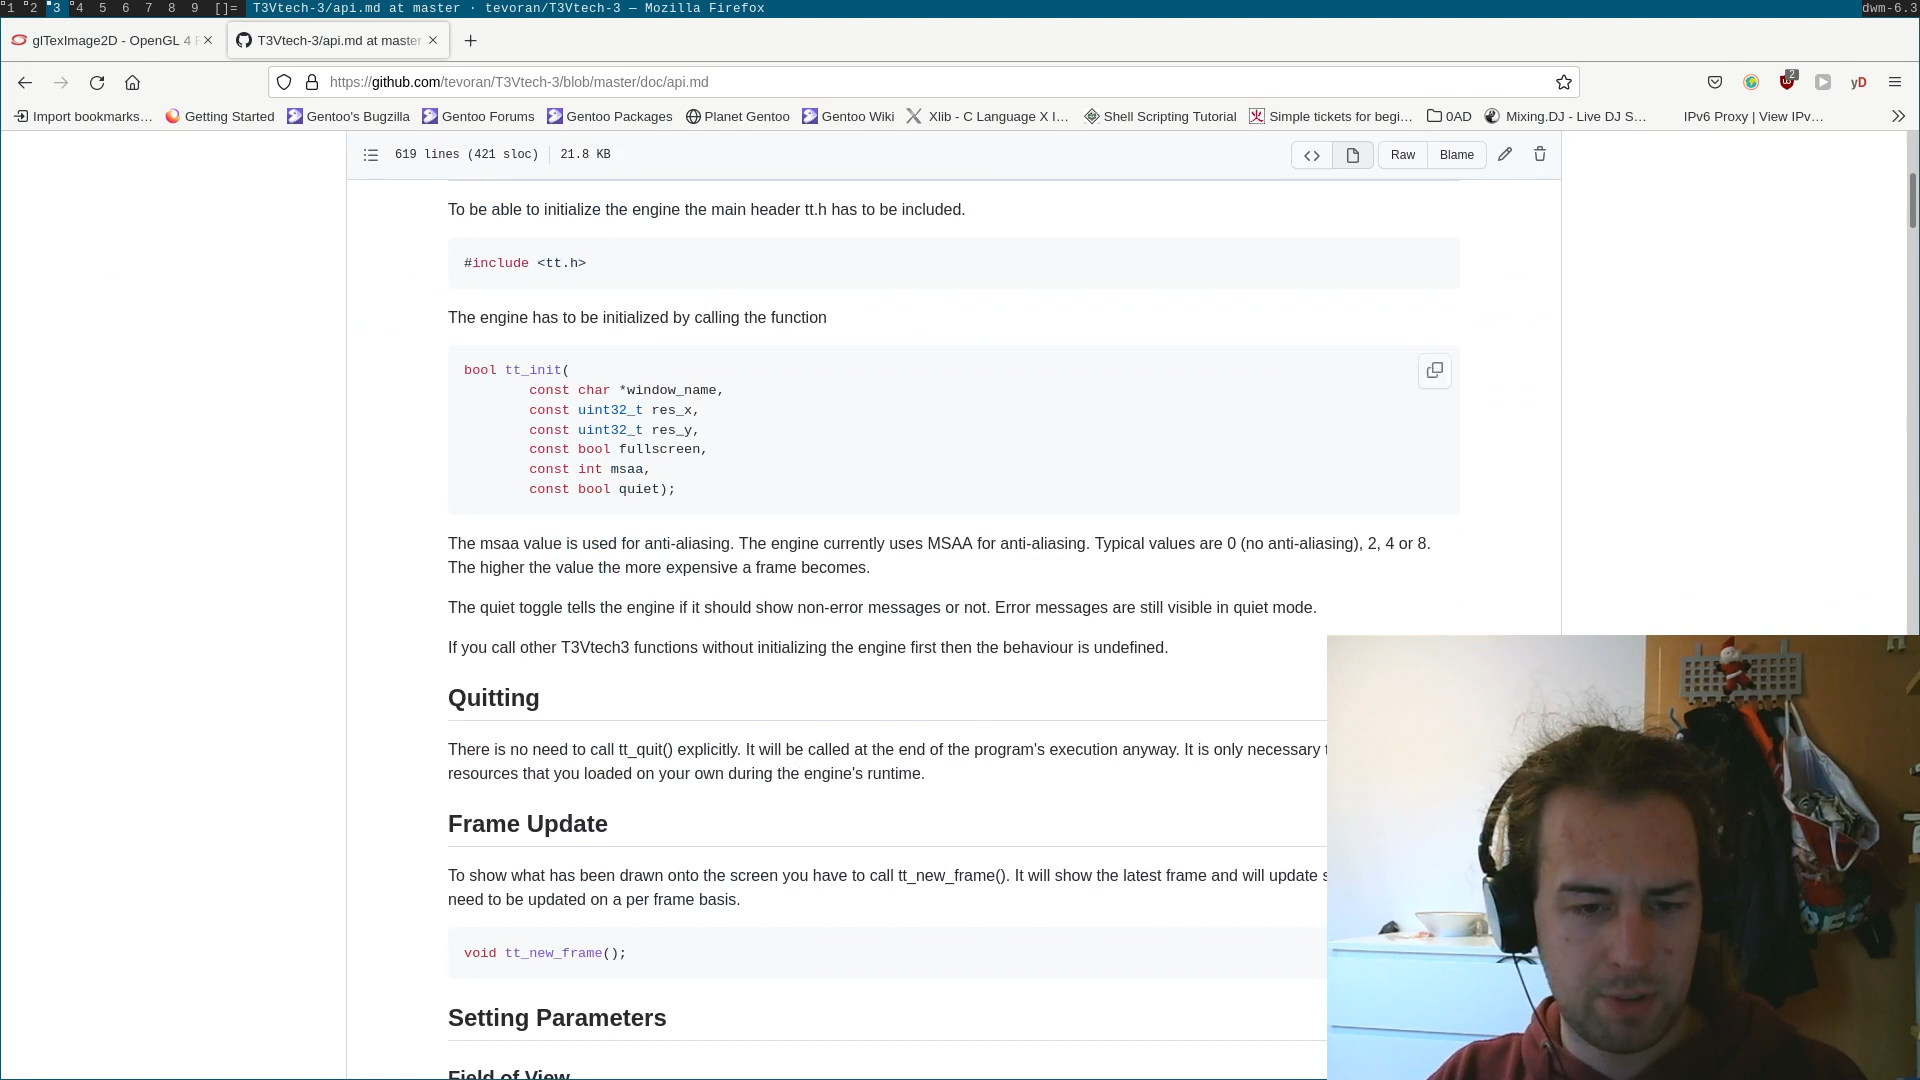 1 2 3 4 5 6 7 8 9 []= T3Vtech-3/api.md at master · tevoran/T3Vtech-3 — Mozilla Firefox dwm-6.3
glTexImage2D - OpenGL 4 T3Vtech-3/api.md at master
https://github.com/tevoran/T3Vtech-3/blob/master/doc/api.md 2 yD
Import bookmarks… Getting Started Gentoo's Bugzilla Gentoo Forums Gentoo Packages Planet Gentoo Gentoo Wiki Xlib - C Language X I… Shell Scripting Tutorial Simple tickets for begi… 0AD Mixing.DJ - Live DJ S… IPv6 Proxy | View IPv…
619 lines (421 sloc) 21.8 KB Raw Blame
To be able to initialize the engine the main header tt.h has to be included.
#include <tt.h>
The engine has to be initialized by calling the function
bool tt_init(
const char *window_name,
const uint32_t res_x,
const uint32_t res_y,
const bool fullscreen,
const int msaa,
const bool quiet);
The msaa value is used for anti-aliasing. The engine currently uses MSAA for anti-aliasing. Typical values are 0 (no anti-aliasing), 2, 4 or 8.
The higher the value the more expensive a frame becomes.
The quiet toggle tells the engine if it should show non-error messages or not. Error messages are still visible in quiet mode.
If you call other T3Vtech3 functions without initializing the engine first then the behaviour is undefined.
Quitting
There is no need to call tt_quit() explicitly. It will be called at the end of the program's execution anyway. It is only necessary
resources that you loaded on your own during the engine's runtime.
Frame Update
To show what has been drawn onto the screen you have to call tt_new_frame(). It will show the latest frame and will update
need to be updated on a per frame basis.
void tt_new_frame();
Setting Parameters
Field of View